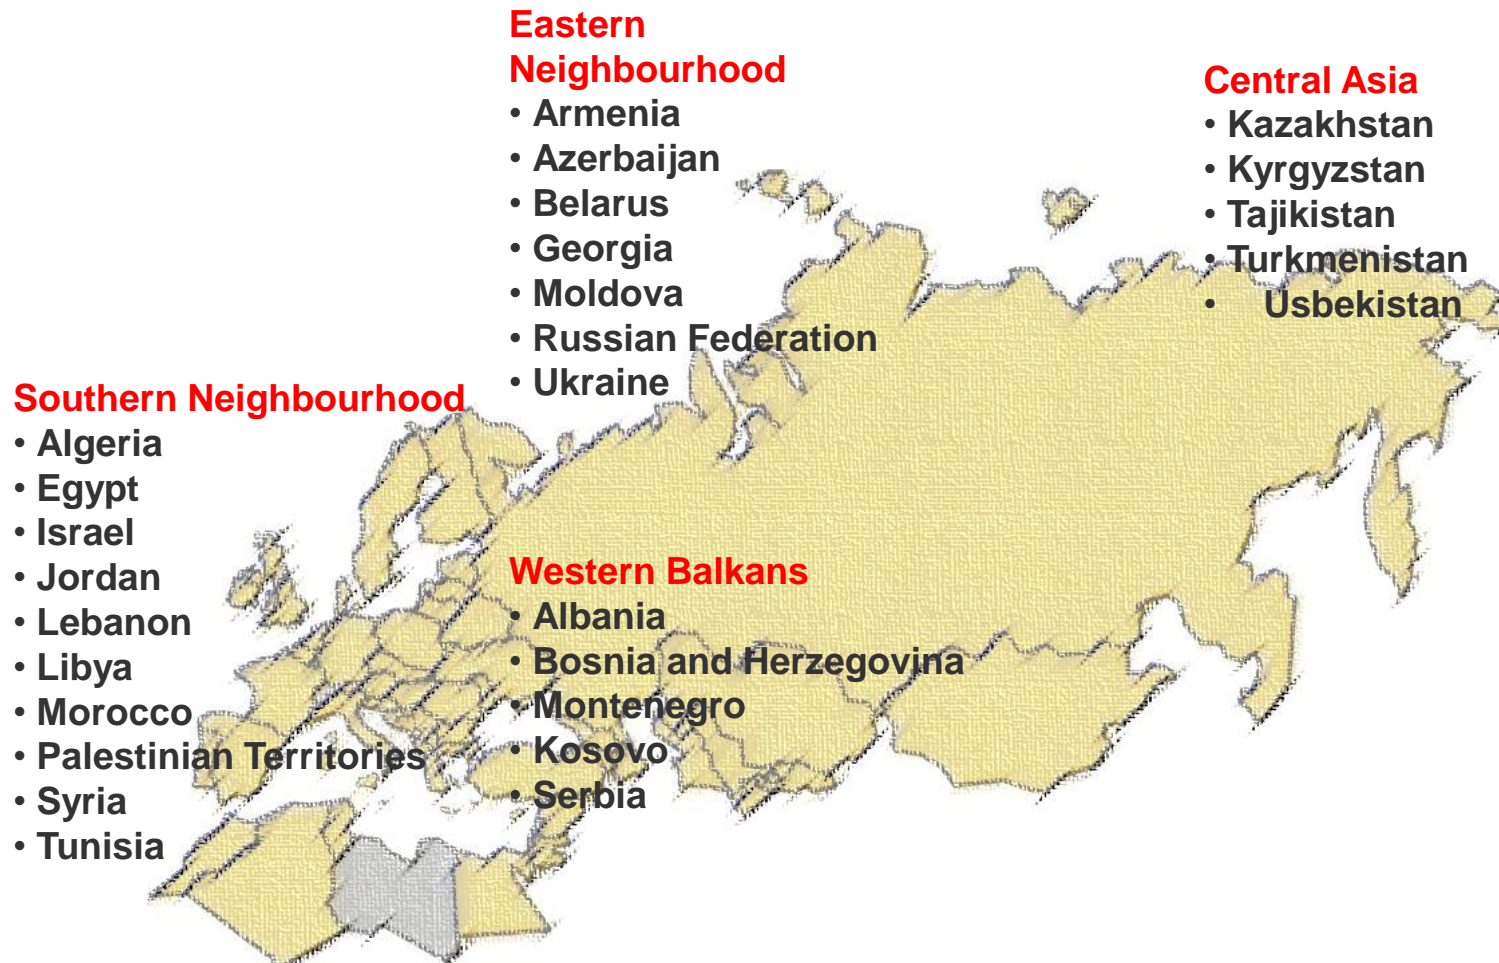 Eastern
Neighbourhood
• Armenia
• Azerbaijan
• Belarus
• Georgia
• Moldova
• Russian Federation
• Ukraine
Central Asia
• Kazakhstan
• Kyrgyzstan
• Tajikistan
• Turkmenistan
• Usbekistan
Southern Neighbourhood
• Algeria
• Egypt
• Israel
• Jordan
• Lebanon
• Libya
• Morocco
• Palestinian Territories
• Syria
• Tunisia
Western Balkans
• Albania
• Bosnia and Herzegovina
• Montenegro
• Kosovo
• Serbia